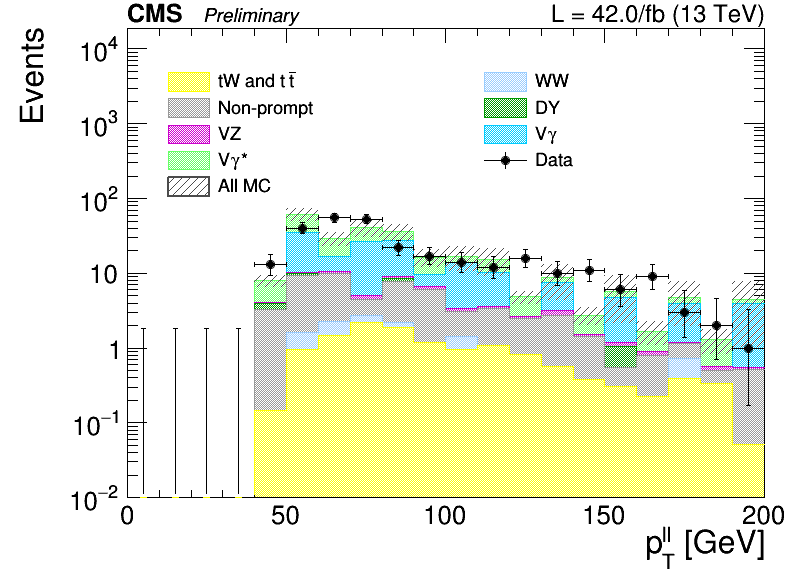 CMS Preliminary L = 42.0/fb (13 TeV)
Events
10⁴
10³
10²
10
1
10⁻¹
10⁻²
tW and t t̅
Non-prompt
VZ
Vγ*
All MC
WW
DY
Vγ
Data
0 50 100 150 200
p_T^ll [GeV]